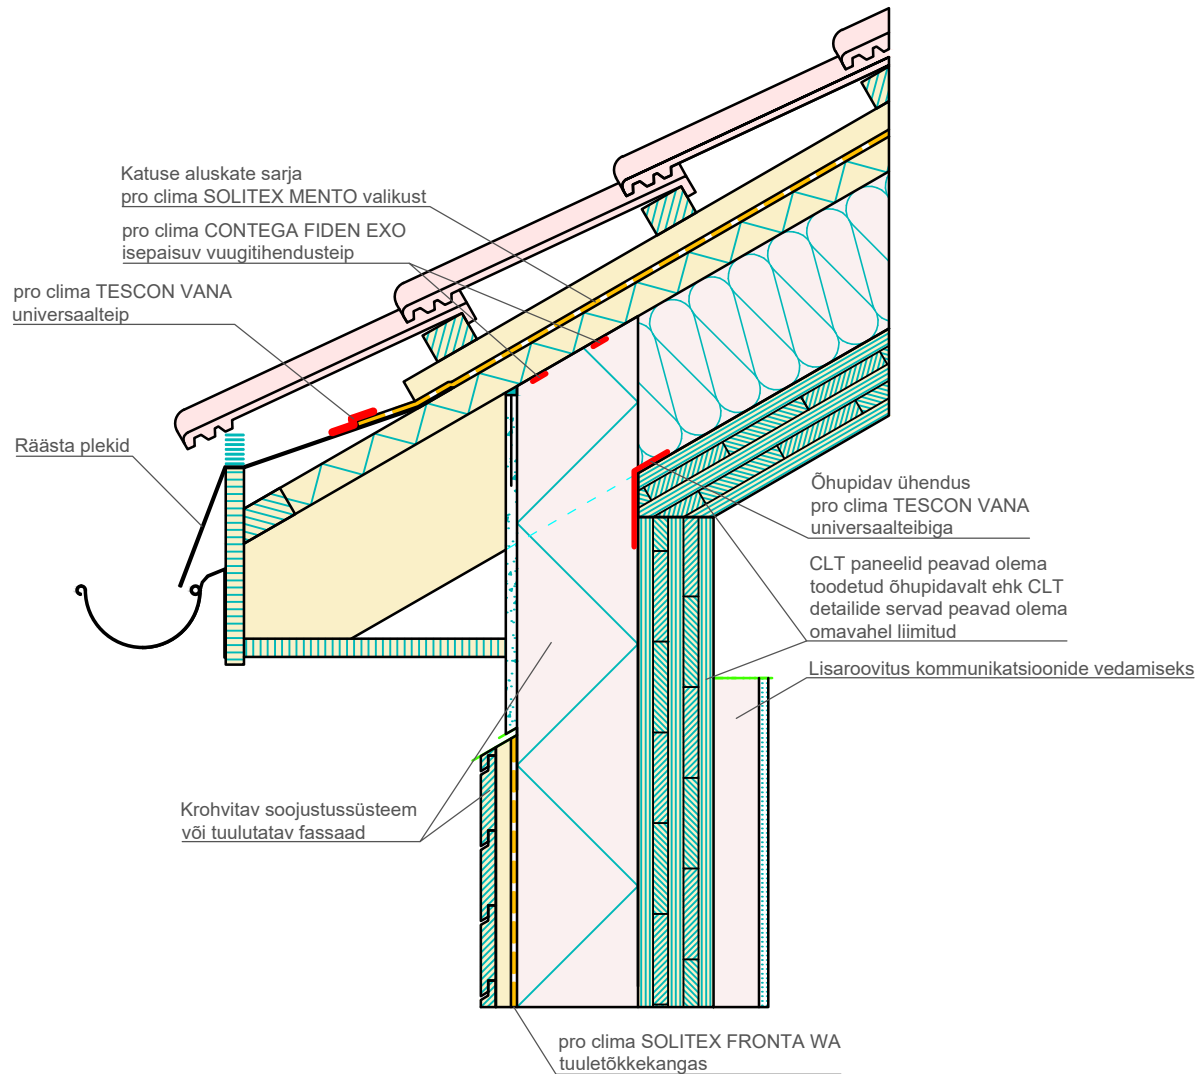 Katuse aluskate sarja
pro clima SOLITEX MENTO valikust
pro clima CONTEGA FIDEN EXO
isepaisuv vuugitihendusteip
pro clima TESCON VANA
universaalteip
Räästa plekid
Õhupidav ühendus
pro clima TESCON VANA
universaalteibiga
CLT paneelid peavad olema
toodetud õhupidavalt ehk CLT
detailide servad peavad olema
omavahel liimitud
Lisaroovitus kommunikatsioonide vedamiseks
Krohvitav soojustussüsteem
või tuulutatav fassaad
pro clima SOLITEX FRONTA WA
tuuletõkkekangas